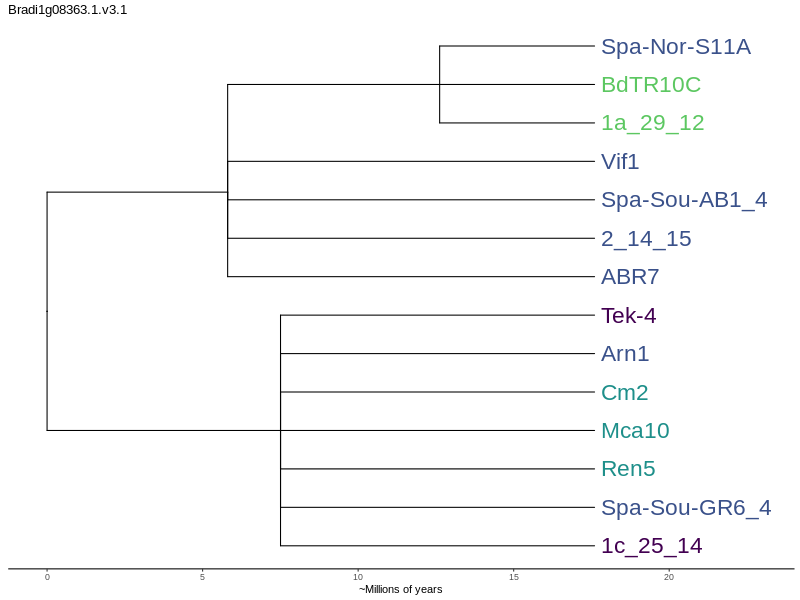 Bradi1g08363.1.v3.1
Spa-Nor-S11A
BdTR10C
1a_29_12
Vif1
Spa-Sou-AB1_4
2_14_15
ABR7
Tek-4
Arn1
Cm2
Mca10
Ren5
Spa-Sou-GR6_4
1c_25_14
0 5 10 15 20
~Millions of years